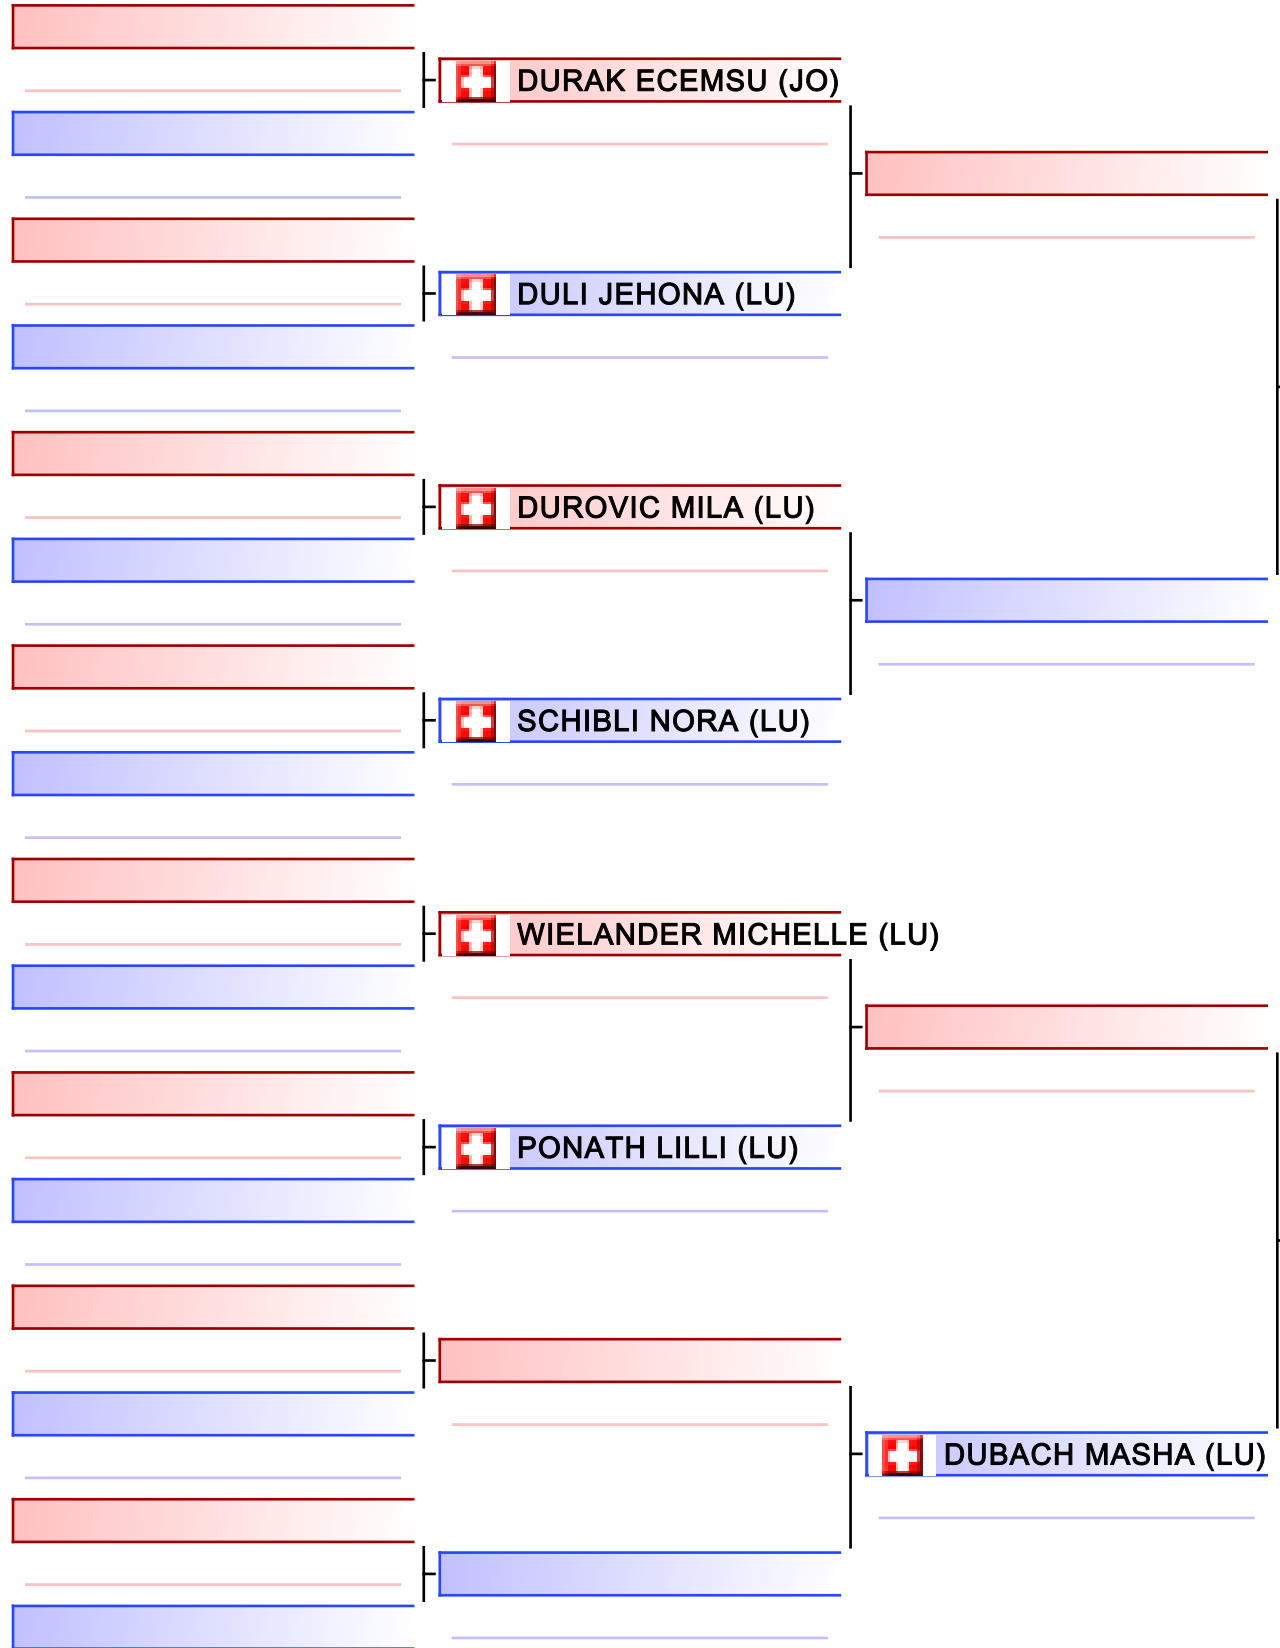 DURAK ECEMSU (JO)
DULI JEHONA (LU)
DUROVIC MILA (LU)
SCHIBLI NORA (LU)
WIELANDER MICHELLE (LU)
PONATH LILLI (LU)
DUBACH MASHA (LU)